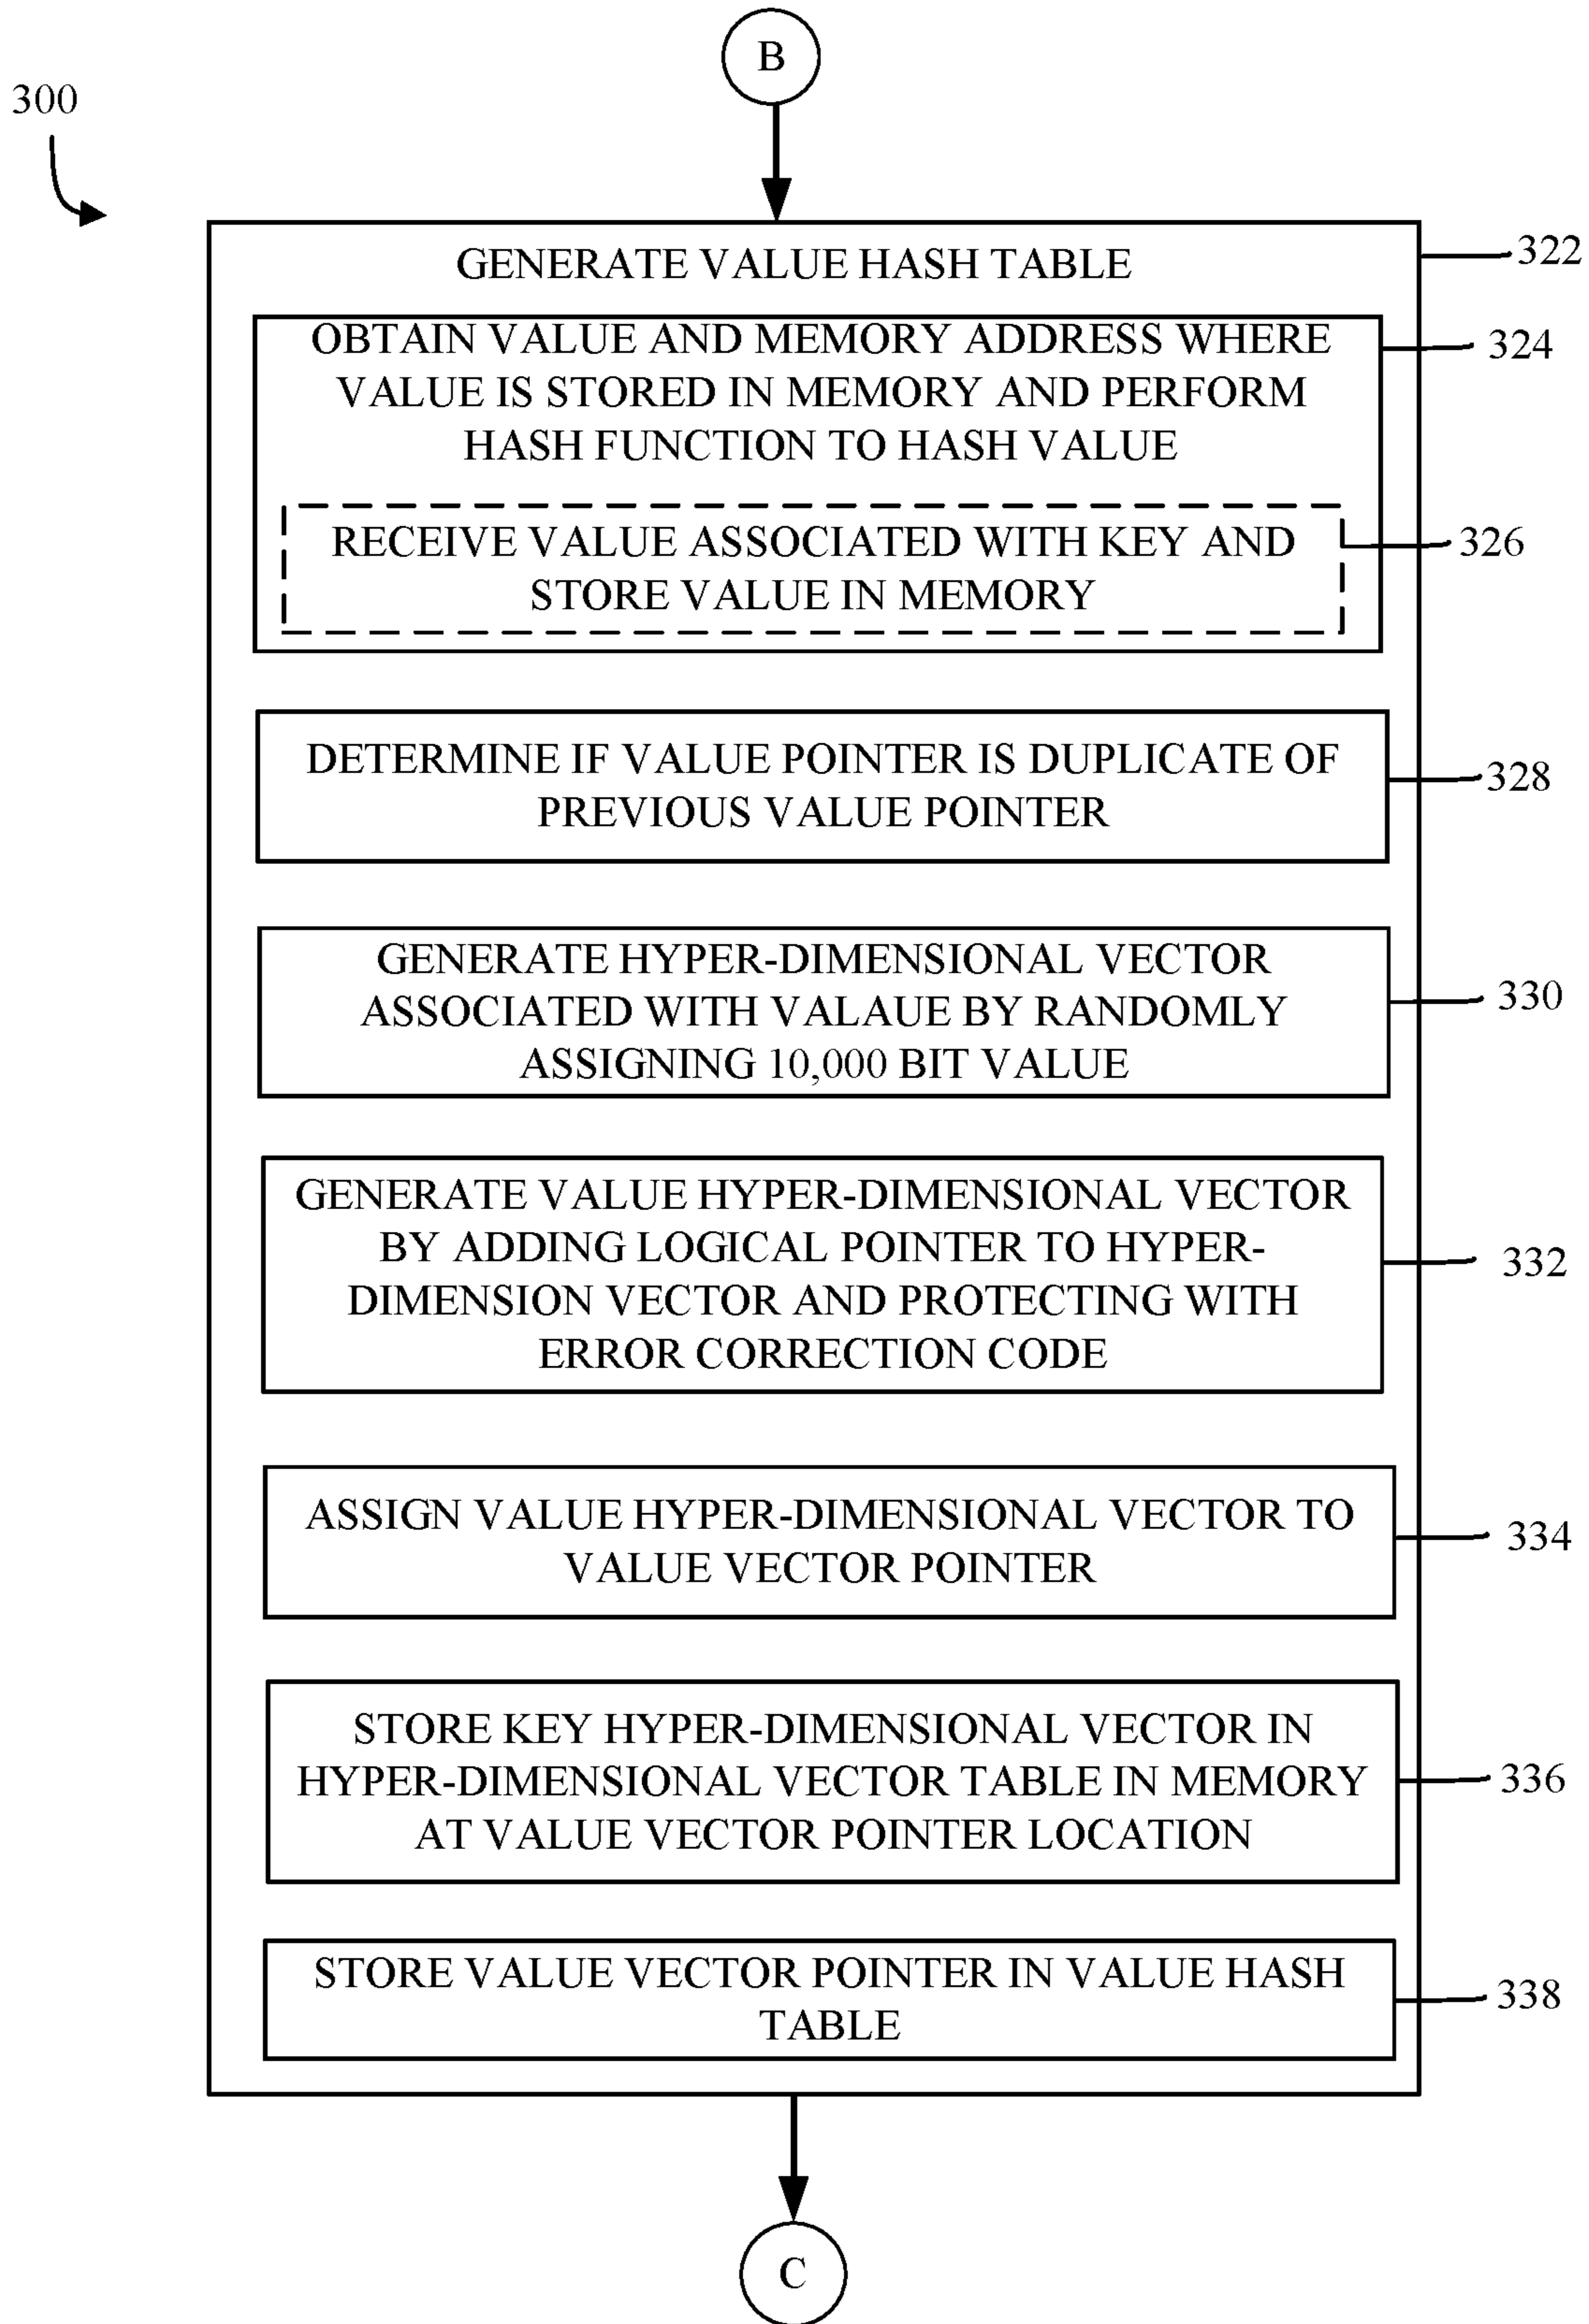 B
300
GENERATE VALUE HASH TABLE
322
OBTAIN VALUE AND MEMORY ADDRESS WHERE
VALUE IS STORED IN MEMORY AND PERFORM
HASH FUNCTION TO HASH VALUE
324
RECEIVE VALUE ASSOCIATED WITH KEY AND
STORE VALUE IN MEMORY
326
DETERMINE IF VALUE POINTER IS DUPLICATE OF
PREVIOUS VALUE POINTER
328
GENERATE HYPER-DIMENSIONAL VECTOR
ASSOCIATED WITH VALAUE BY RANDOMLY
ASSIGNING 10,000 BIT VALUE
330
GENERATE VALUE HYPER-DIMENSIONAL VECTOR
BY ADDING LOGICAL POINTER TO HYPER-
DIMENSION VECTOR AND PROTECTING WITH
ERROR CORRECTION CODE
332
ASSIGN VALUE HYPER-DIMENSIONAL VECTOR TO
VALUE VECTOR POINTER
334
STORE KEY HYPER-DIMENSIONAL VECTOR IN
HYPER-DIMENSIONAL VECTOR TABLE IN MEMORY
AT VALUE VECTOR POINTER LOCATION
336
STORE VALUE VECTOR POINTER IN VALUE HASH
TABLE
338
C